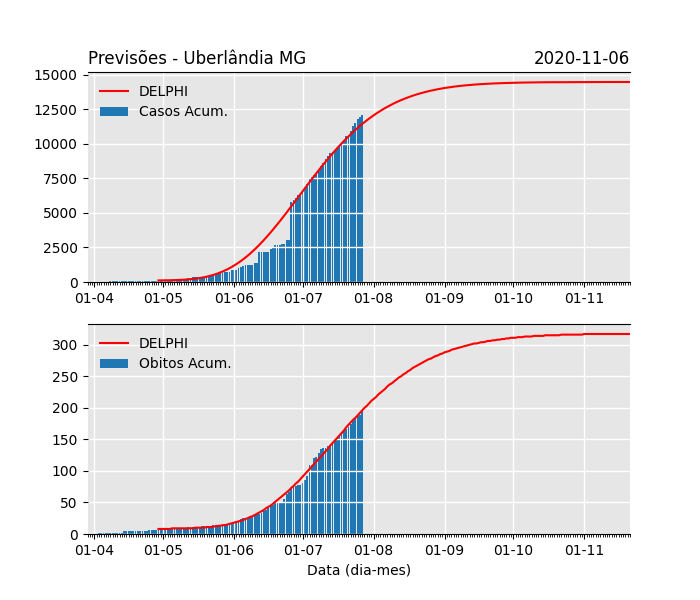 Previsões - Uberlândia MG 2020-11-06
15000
12500
10000
7500
5000
2500
0
DELPHI
Casos Acum.
01-04 01-05 01-06 01-07 01-08 01-09 01-10 01-11
300
250
200
150
100
50
0
DELPHI
Obitos Acum.
01-04 01-05 01-06 01-07 01-08 01-09 01-10 01-11
Data (dia-mes)